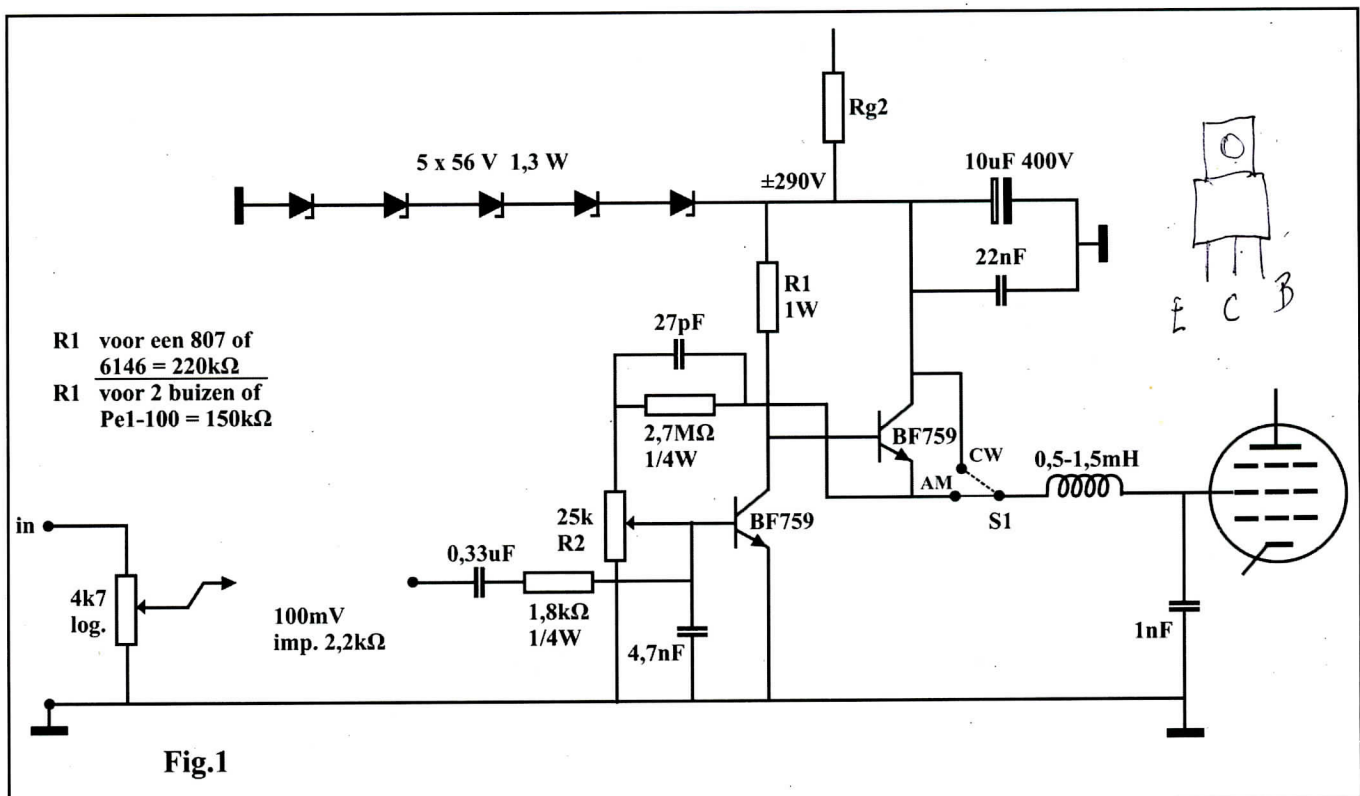 Rg2
5 x 56 V 1,3 W
±290V
10uF 400V
22nF
E C B
R1
1W
27pF
R1 voor een 807 of
6146 = 220kΩ
R1 voor 2 buizen of
Pe1-100 = 150kΩ
2,7MΩ
1/4W
BF759
CW
AM
S1
0,5-1,5mH
in
25k
R2
BF759
0,33uF
4k7
log.
100mV
imp. 2,2kΩ
1,8kΩ
1/4W
4,7nF
1nF
Fig.1